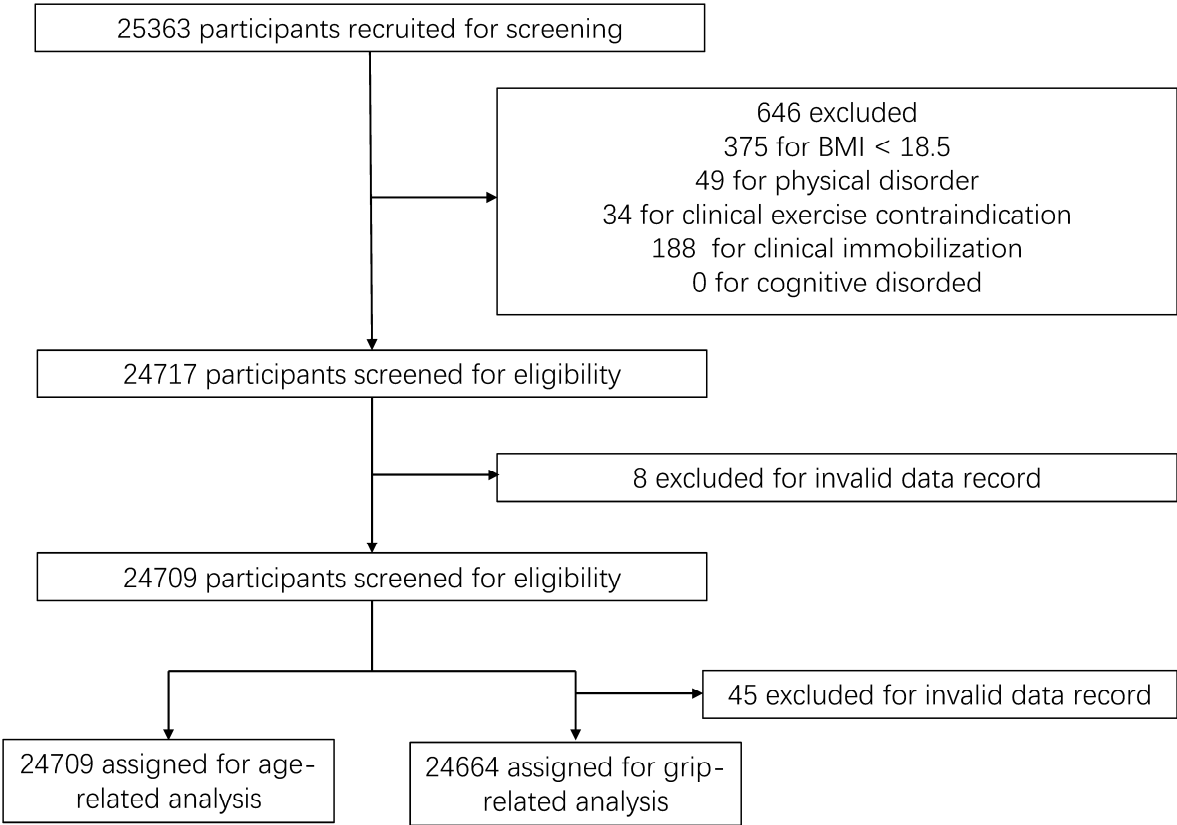 25363 participants recruited for screening
646 excluded
375 for BMI < 18.5
49 for physical disorder
34 for clinical exercise contraindication
188 for clinical immobilization
0 for cognitive disorded
24717 participants screened for eligibility
8 excluded for invalid data record
24709 participants screened for eligibility
45 excluded for invalid data record
24709 assigned for age-
related analysis
24664 assigned for grip-
related analysis